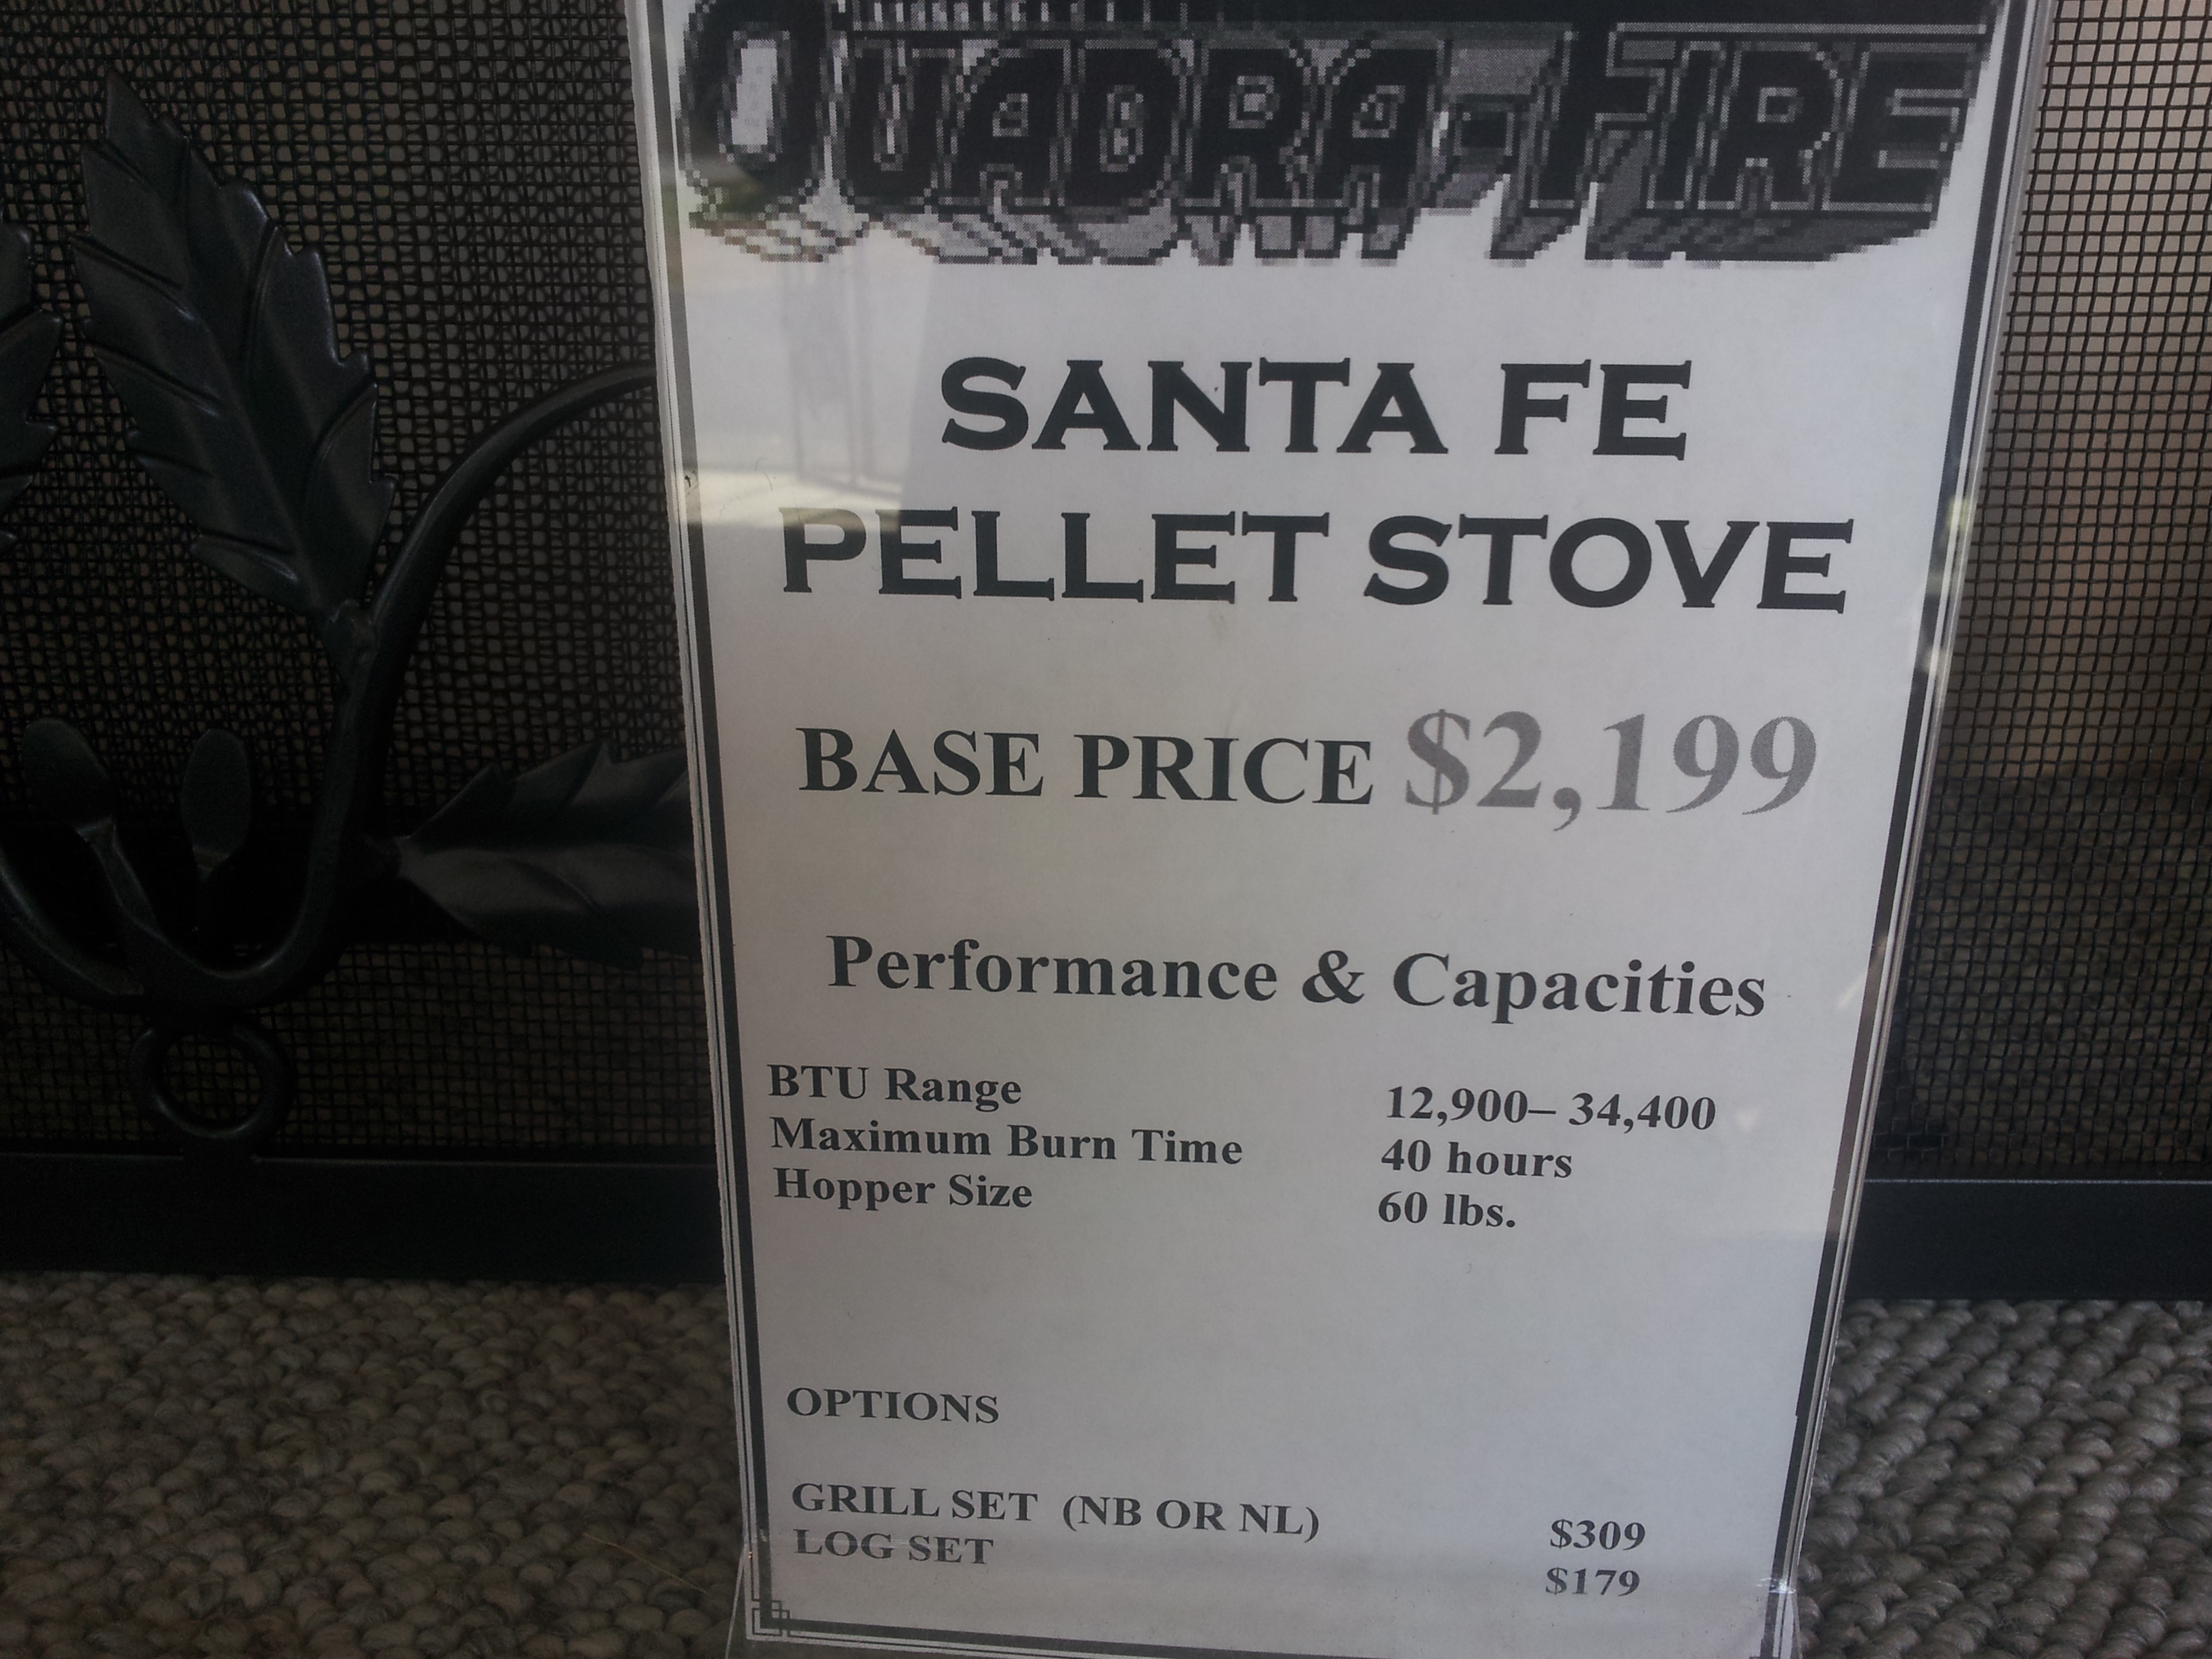 QUADRA-FIRE
SANTA FE
PELLET STOVE
BASE PRICE $2,199
Performance & Capacities
BTU Range 12,900– 34,400
Maximum Burn Time 40 hours
Hopper Size 60 lbs.
OPTIONS
GRILL SET (NB OR NL) $309
LOG SET $179